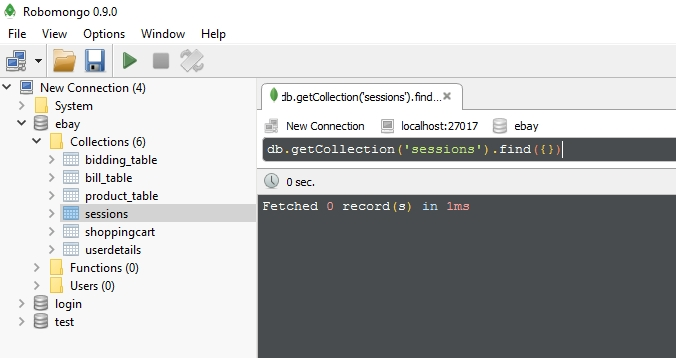 Robomongo 0.9.0
File View Options Window Help
New Connection (4)
System
ebay
Collections (6)
bidding_table
bill_table
product_table
sessions
shoppingcart
userdetails
Functions (0)
Users (0)
login
test
db.getCollection('sessions').find...
New Connection localhost:27017 ebay
db.getCollection('sessions').find({})
0 sec.
Fetched 0 record(s) in 1ms